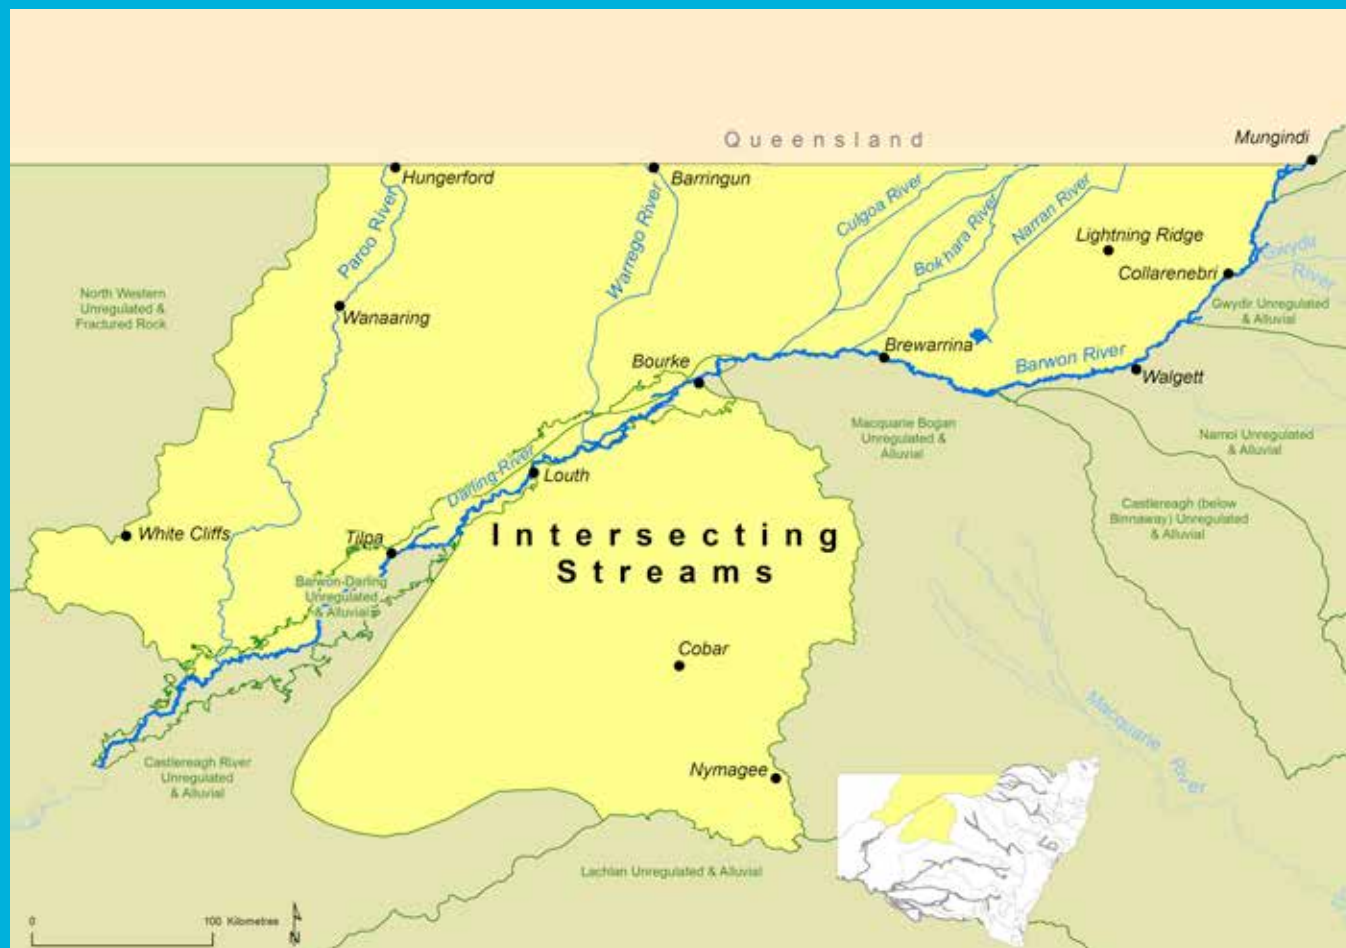 Queensland
Mungindi
Hungerford
Barringun
Paroo River
Warrego River
Culgoa River
Bokhara River
Narran River
Lightning Ridge
Gwydir
River
Collarenebri
North Western
Unregulated &
Fractured Rock
Wanaaring
Gwydir Unregulated
& Alluvial
Bourke
Brewarrina
Barwon River
Walgett
Macquarie Bogan
Unregulated &
Alluvial
Namoi Unregulated
& Alluvial
Darling River
Louth
Castlereagh (below
Binnaway) Unregulated
& Alluvial
White Cliffs
Tilpa
Intersecting
Streams
Barwon-Darling
Unregulated
& Alluvial
Cobar
Macquarie
River
Castlereagh River
Unregulated
& Alluvial
Nymagee
Lachlan Unregulated & Alluvial
0
100 Kilometres
N